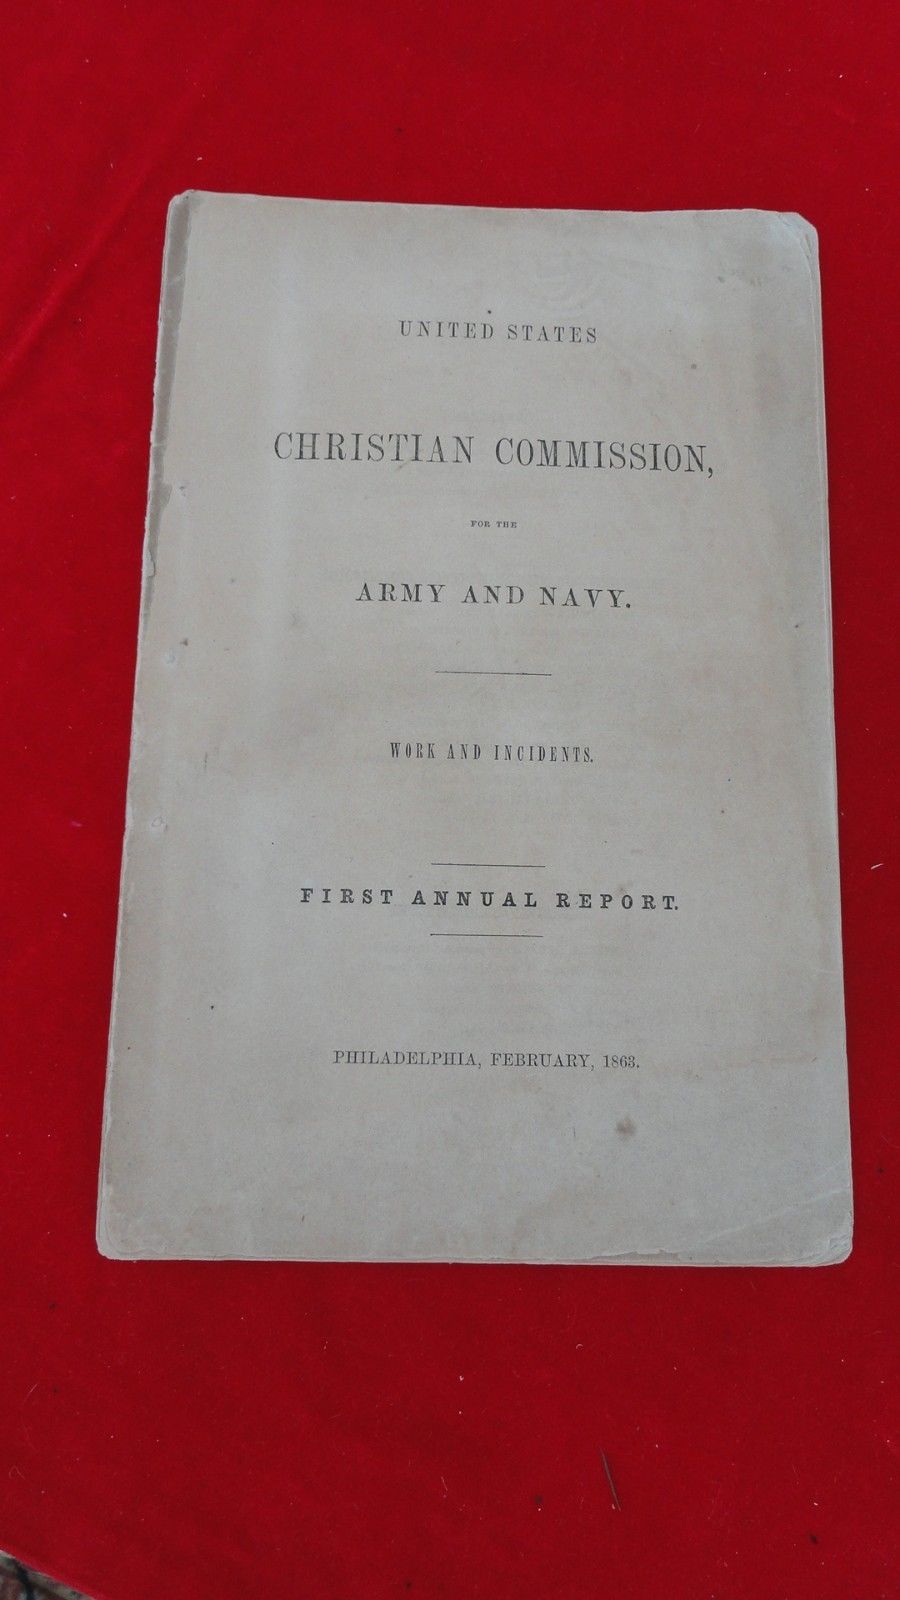 UNITED STATES
CHRISTIAN COMMISSION,
FOR THE
ARMY AND NAVY.
WORK AND INCIDENTS.
FIRST ANNUAL REPORT.
PHILADELPHIA, FEBRUARY, 1863.